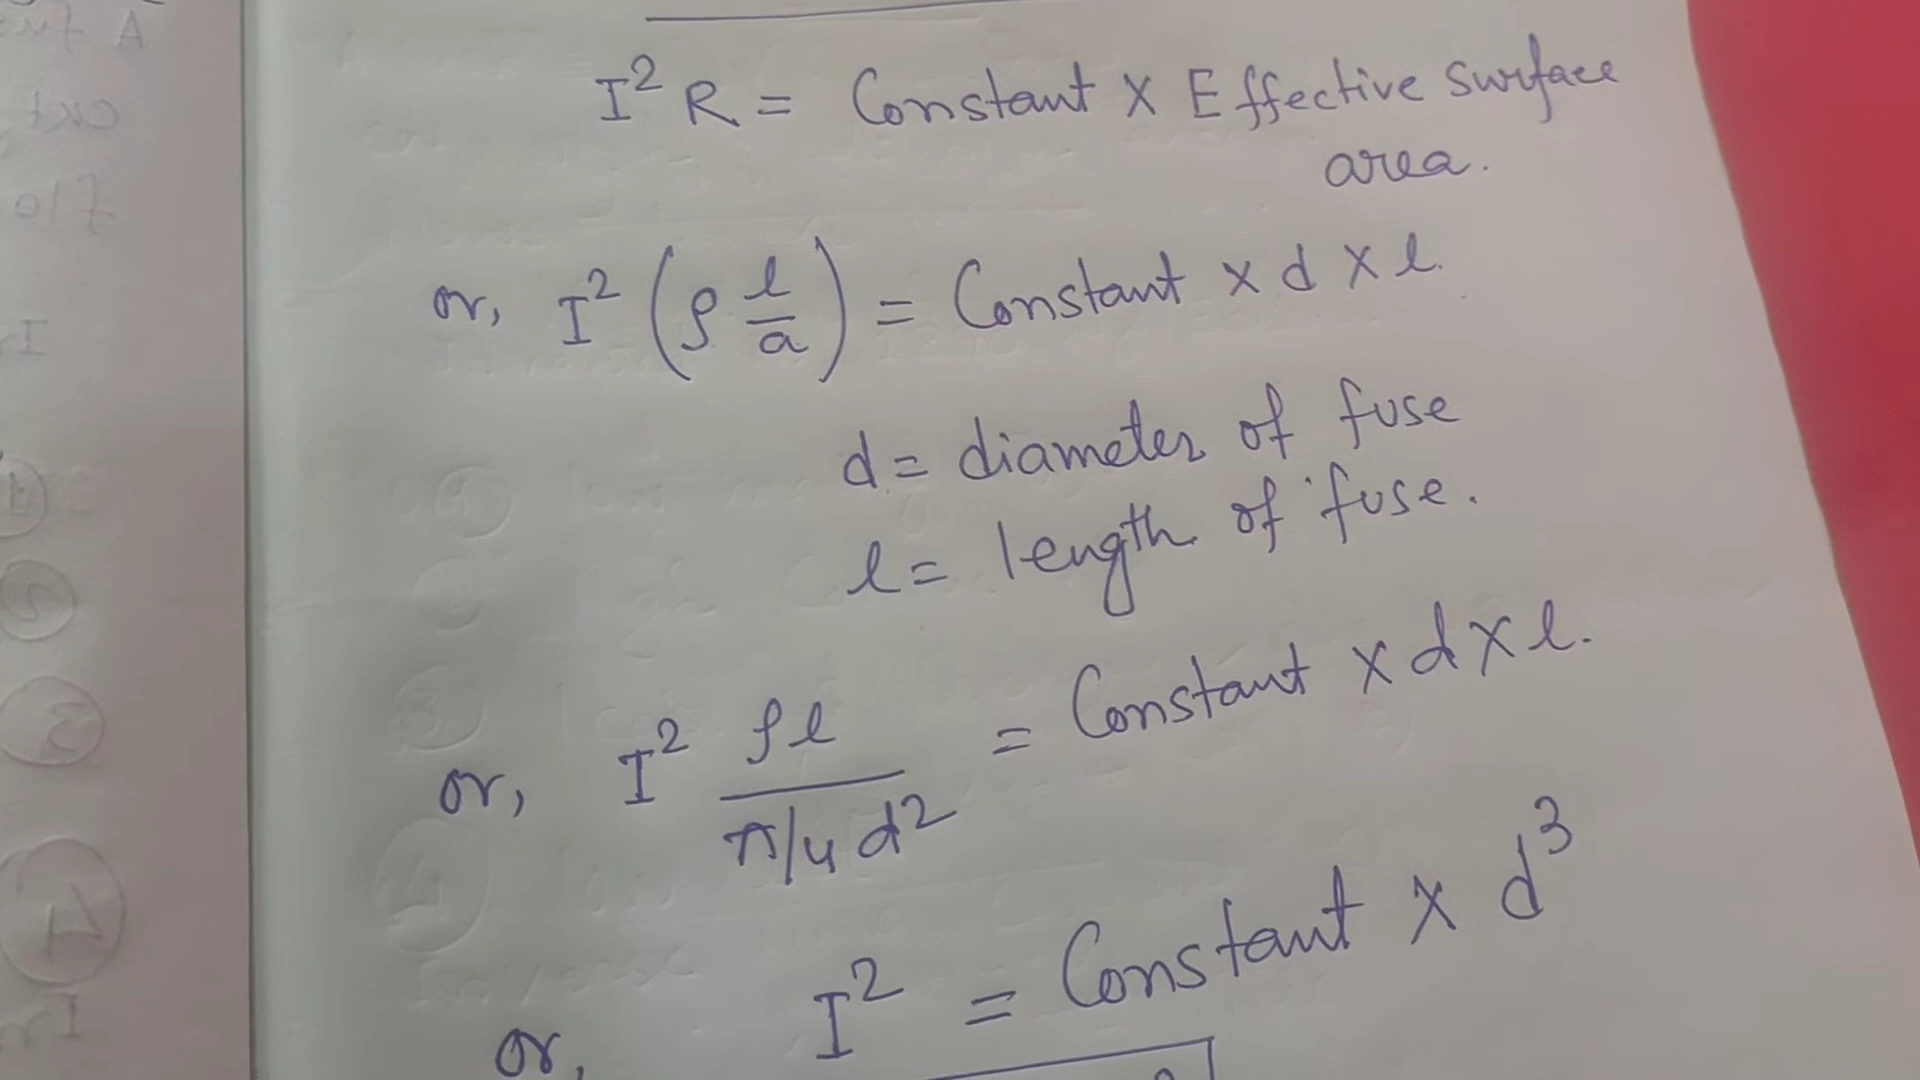 I² R = Constant X Effective surface
area.
or, I² (ρ l/a) = Constant x d x l.
d = diameter of fuse
l = length of fuse.
or, I² ρl / π/4 d² = Constant x d x l.
I² = Constant x d³
or,